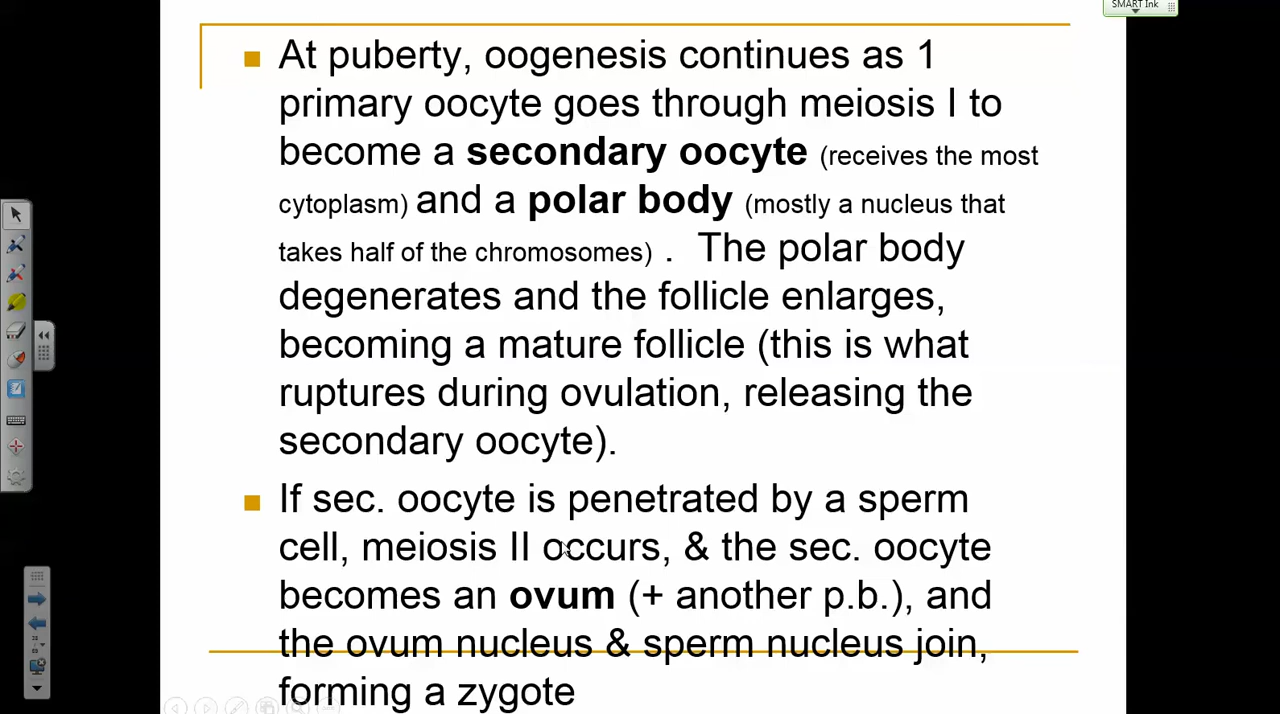 SMART Ink
At puberty, oogenesis continues as 1
primary oocyte goes through meiosis I to
become a secondary oocyte (receives the most
cytoplasm) and a polar body (mostly a nucleus that
takes half of the chromosomes) . The polar body
degenerates and the follicle enlarges,
becoming a mature follicle (this is what
ruptures during ovulation, releasing the
secondary oocyte).
If sec. oocyte is penetrated by a sperm
cell, meiosis II occurs, & the sec. oocyte
becomes an ovum (+ another p.b.), and
the ovum nucleus & sperm nucleus join,
forming a zygote